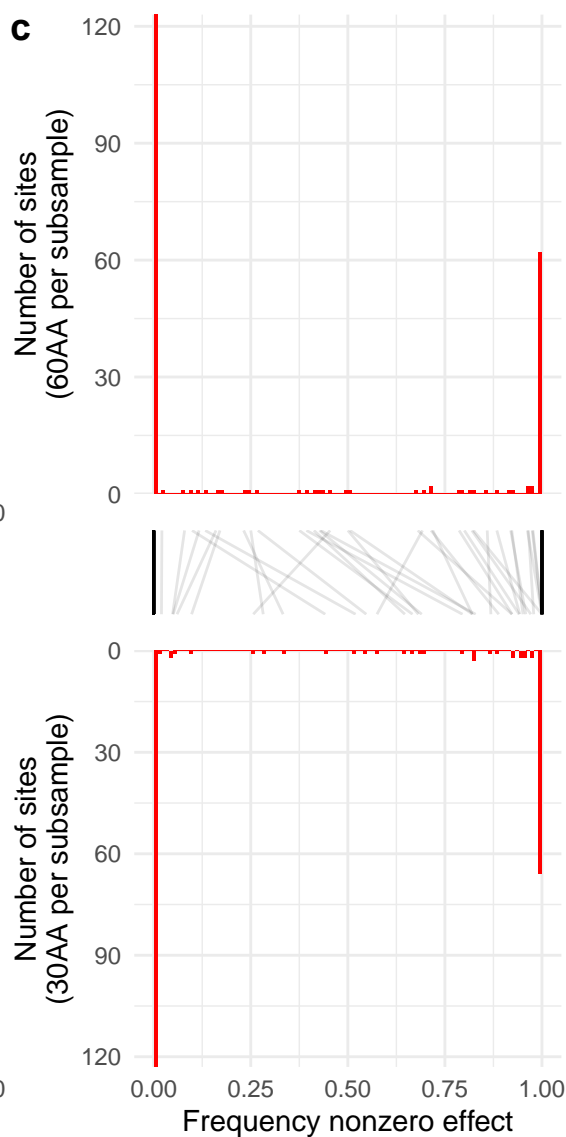 c
120
90
60
30
0
Number of sites
(60AA per subsample)
0
0
30
60
90
120
Number of sites
(30AA per subsample)
0
0.00 0.25 0.50 0.75 1.00
Frequency nonzero effect